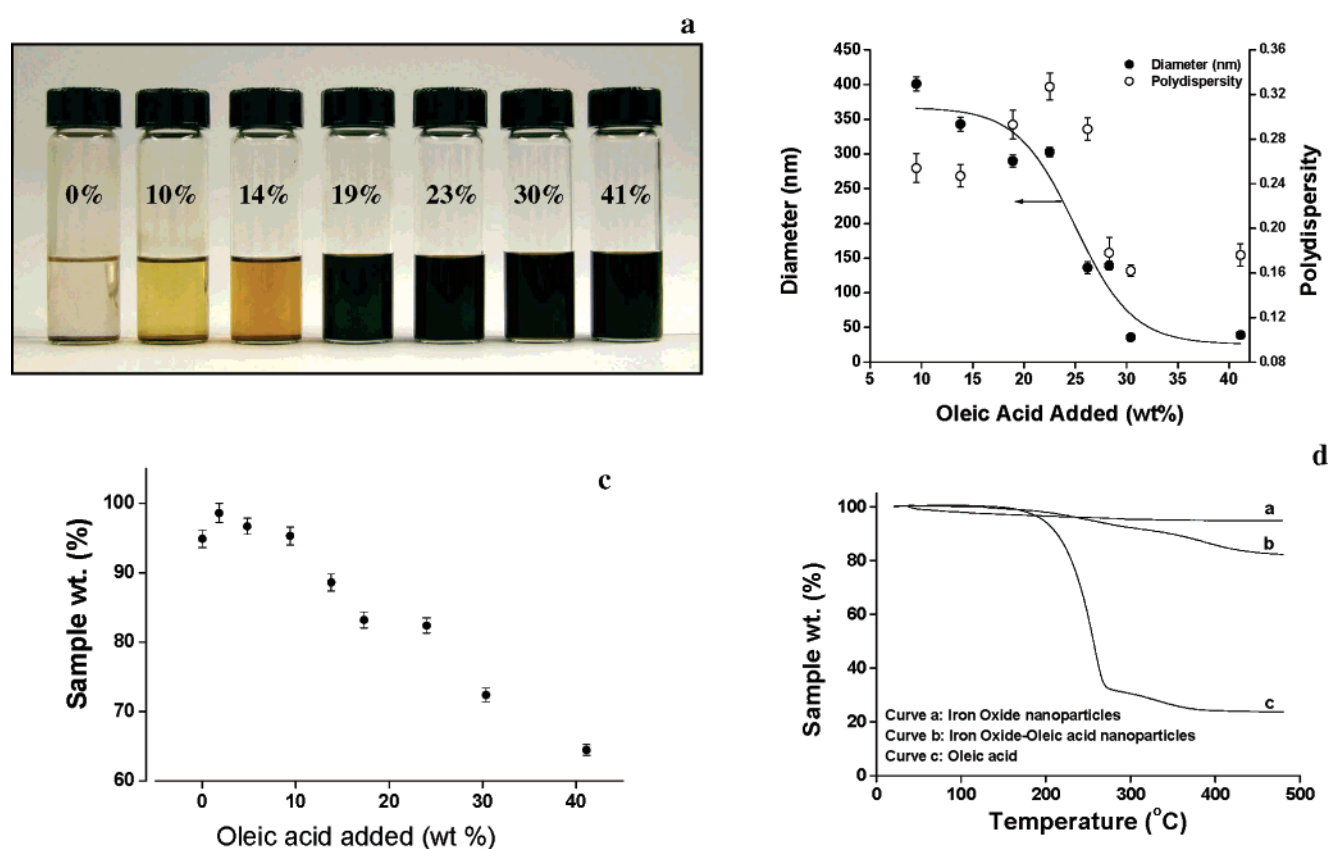 a
0% 10% 14% 19% 23% 30% 41%
Diameter (nm)
Polydispersity
450
400
350
300
250
200
150
100
50
0
0.36
0.32
0.28
0.24
0.20
0.16
0.12
0.08
5 10 15 20 25 30 35 40
Diameter (nm)
Polydispersity
Oleic Acid Added (wt%)
c
100
90
80
70
60
0 10 20 30 40
Sample wt. (%)
Oleic acid added (wt %)
d
100
80
60
40
20
0
0 100 200 300 400 500
a
b
c
Curve a: Iron Oxide nanoparticles
Curve b: Iron Oxide-Oleic acid nanoparticles
Curve c: Oleic acid
Sample wt. (%)
Temperature (°C)